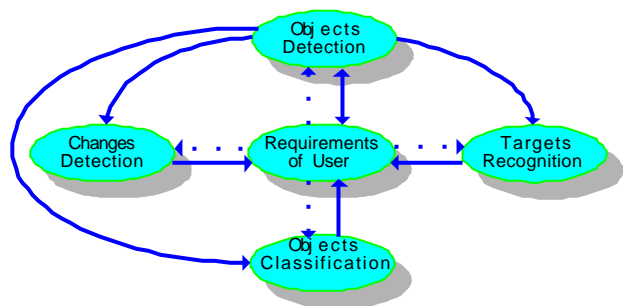 Objects
Detection
Changes
Detection
Requirements
of User
Targets
Recognition
Objects
Classification